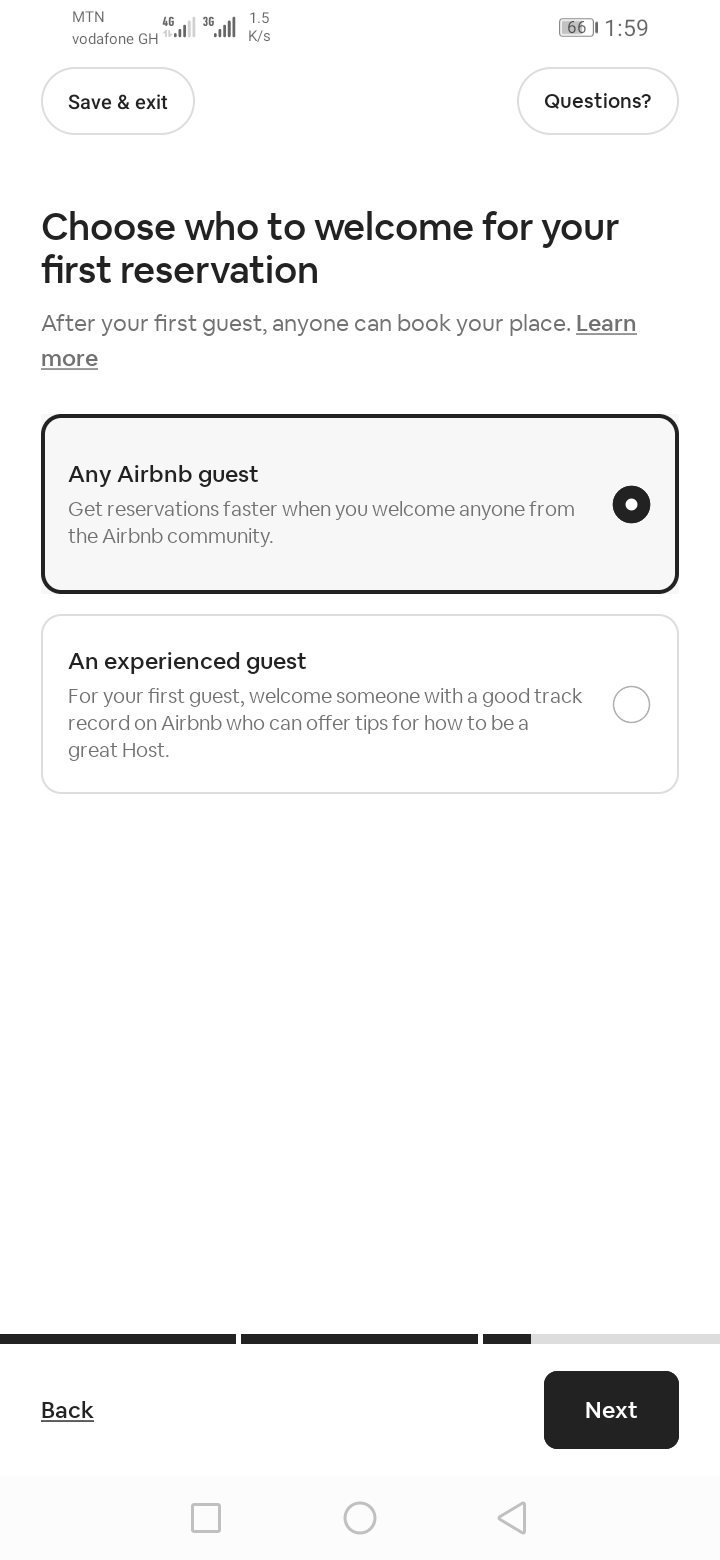 MTN
vodafone GH
4G
3G
1.5
K/s
66
1:59
Save & exit
Questions?
Choose who to welcome for your
first reservation
After your first guest, anyone can book your place. Learn
more
Any Airbnb guest
Get reservations faster when you welcome anyone from
the Airbnb community.
An experienced guest
For your first guest, welcome someone with a good track
record on Airbnb who can offer tips for how to be a
great Host.
Back
Next